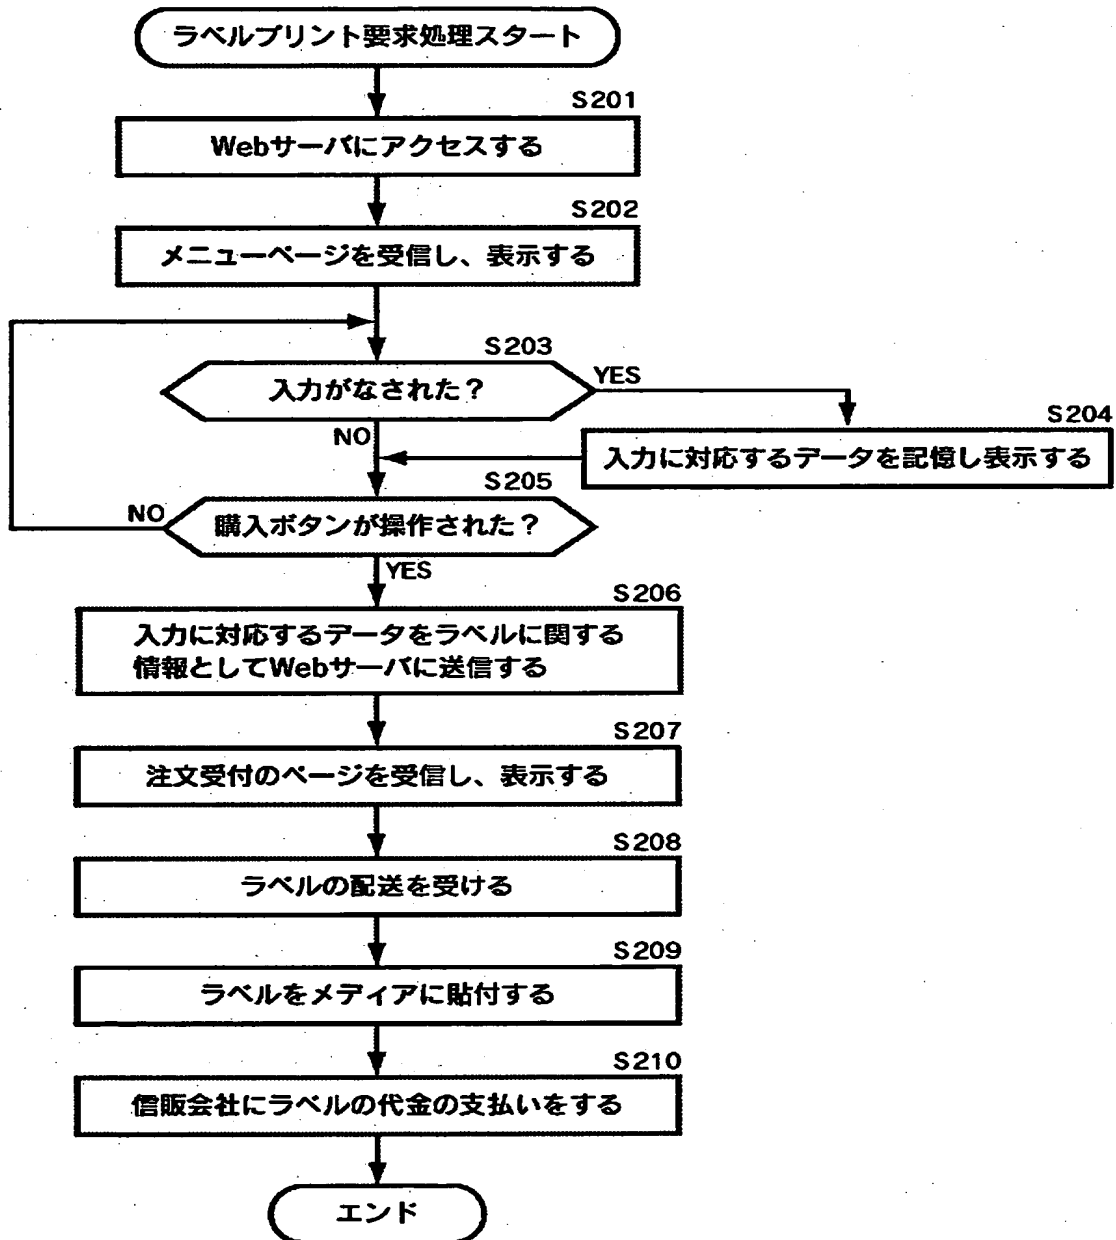 ラベルプリント要求処理スタート
S201
Webサーバにアクセスする
S202
メニューページを受信し、表示する
S203
入力がなされた？
YES
NO
S204
入力に対応するデータを記憶し表示する
S205
購入ボタンが操作された？
NO
YES
S206
入力に対応するデータをラベルに関する
情報としてWebサーバに送信する
S207
注文受付のページを受信し、表示する
S208
ラベルの配送を受ける
S209
ラベルをメディアに貼付する
S210
信販会社にラベルの代金の支払いをする
エンド